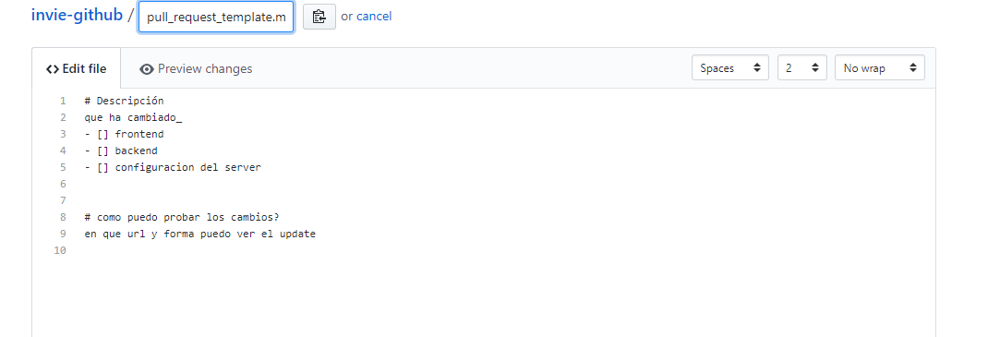 invie-github / pull_request_template.m or cancel
<> Edit file Preview changes Spaces 2 No wrap
1 # Descripción
2 que ha cambiado_
3 - [] frontend
4 - [] backend
5 - [] configuracion del server
6
7
8 # como puedo probar los cambios?
9 en que url y forma puedo ver el update
10